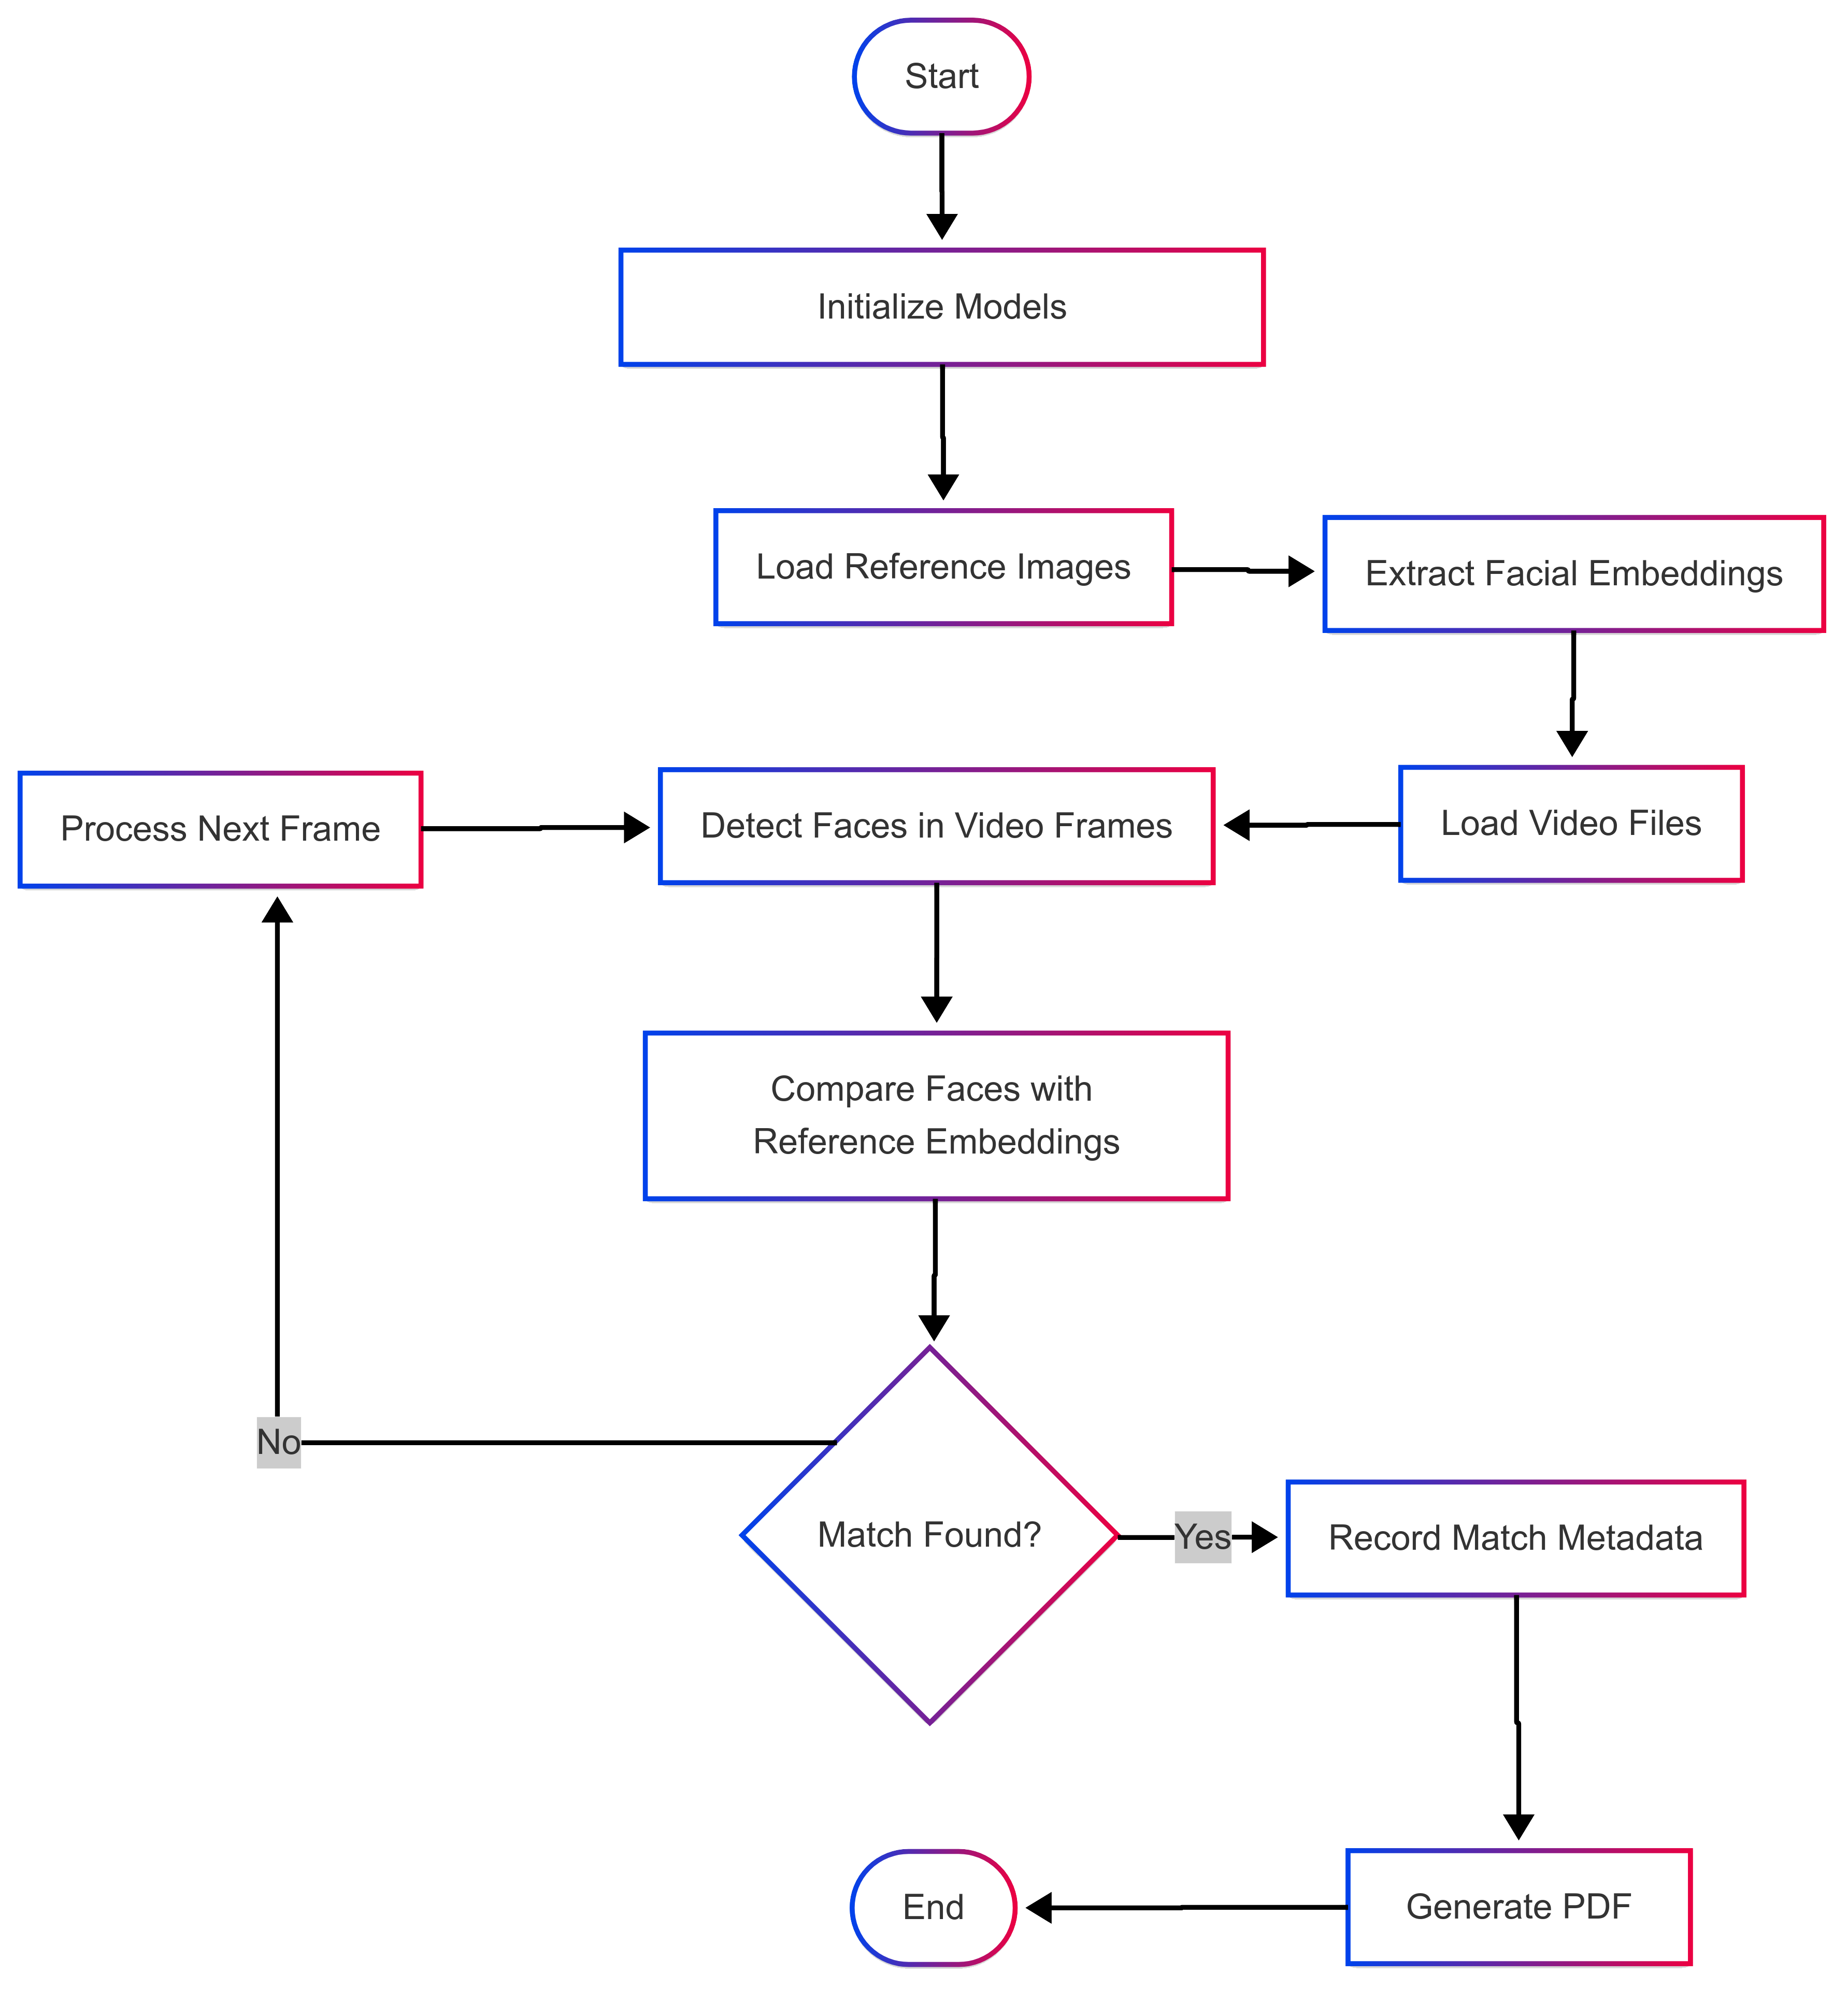 Start
Initialize Models
Load Reference Images
Extract Facial Embeddings
Process Next Frame
Detect Faces in Video Frames
Load Video Files
Compare Faces with
Reference Embeddings
No
Match Found?
Yes
Record Match Metadata
End
Generate PDF